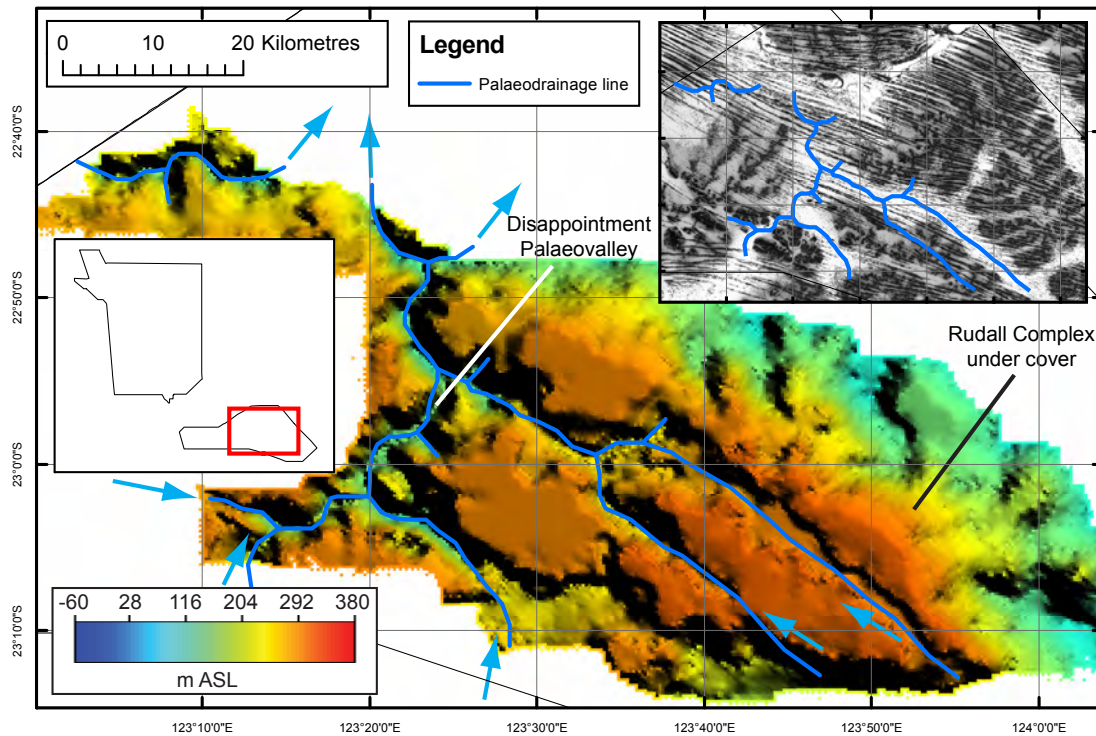 0 10 20 Kilometres
Legend
Palaeodrainage line
22°40'0"S
22°50'0"S
23°0'0"S
23°10'0"S
Disappointment
Palaeovalley
Rudall Complex
under cover
-60 28 116 204 292 380
m ASL
123°10'0"E 123°20'0"E 123°30'0"E 123°40'0"E 123°50'0"E 124°0'0"E